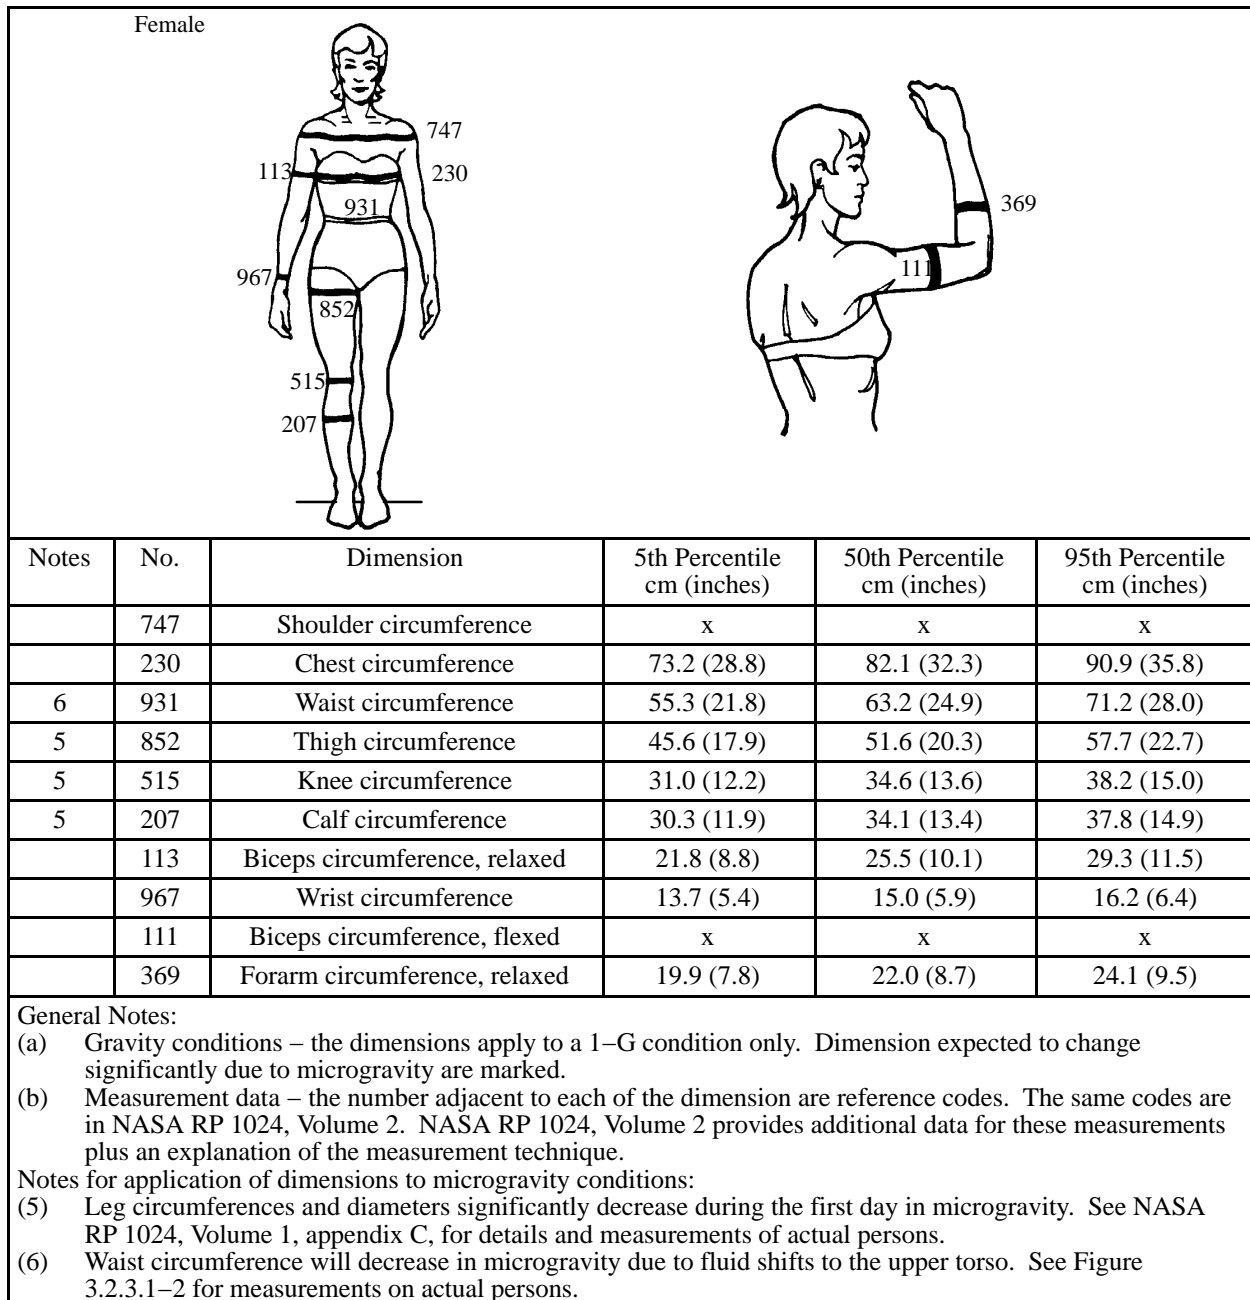 Female
747
113
230
931
967
852
515
207
369
111
Notes No. Dimension 5th Percentile cm (inches) 50th Percentile cm (inches) 95th Percentile cm (inches)
747 Shoulder circumference x x x
230 Chest circumference 73.2 (28.8) 82.1 (32.3) 90.9 (35.8)
6 931 Waist circumference 55.3 (21.8) 63.2 (24.9) 71.2 (28.0)
5 852 Thigh circumference 45.6 (17.9) 51.6 (20.3) 57.7 (22.7)
5 515 Knee circumference 31.0 (12.2) 34.6 (13.6) 38.2 (15.0)
5 207 Calf circumference 30.3 (11.9) 34.1 (13.4) 37.8 (14.9)
113 Biceps circumference, relaxed 21.8 (8.8) 25.5 (10.1) 29.3 (11.5)
967 Wrist circumference 13.7 (5.4) 15.0 (5.9) 16.2 (6.4)
111 Biceps circumference, flexed x x x
369 Forarm circumference, relaxed 19.9 (7.8) 22.0 (8.7) 24.1 (9.5)
General Notes:
(a) Gravity conditions – the dimensions apply to a 1–G condition only. Dimension expected to change
significantly due to microgravity are marked.
(b) Measurement data – the number adjacent to each of the dimension are reference codes. The same codes are
in NASA RP 1024, Volume 2. NASA RP 1024, Volume 2 provides additional data for these measurements
plus an explanation of the measurement technique.
Notes for application of dimensions to microgravity conditions:
(5) Leg circumferences and diameters significantly decrease during the first day in microgravity. See NASA
RP 1024, Volume 1, appendix C, for details and measurements of actual persons.
(6) Waist circumference will decrease in microgravity due to fluid shifts to the upper torso. See Figure
3.2.3.1–2 for measurements on actual persons.